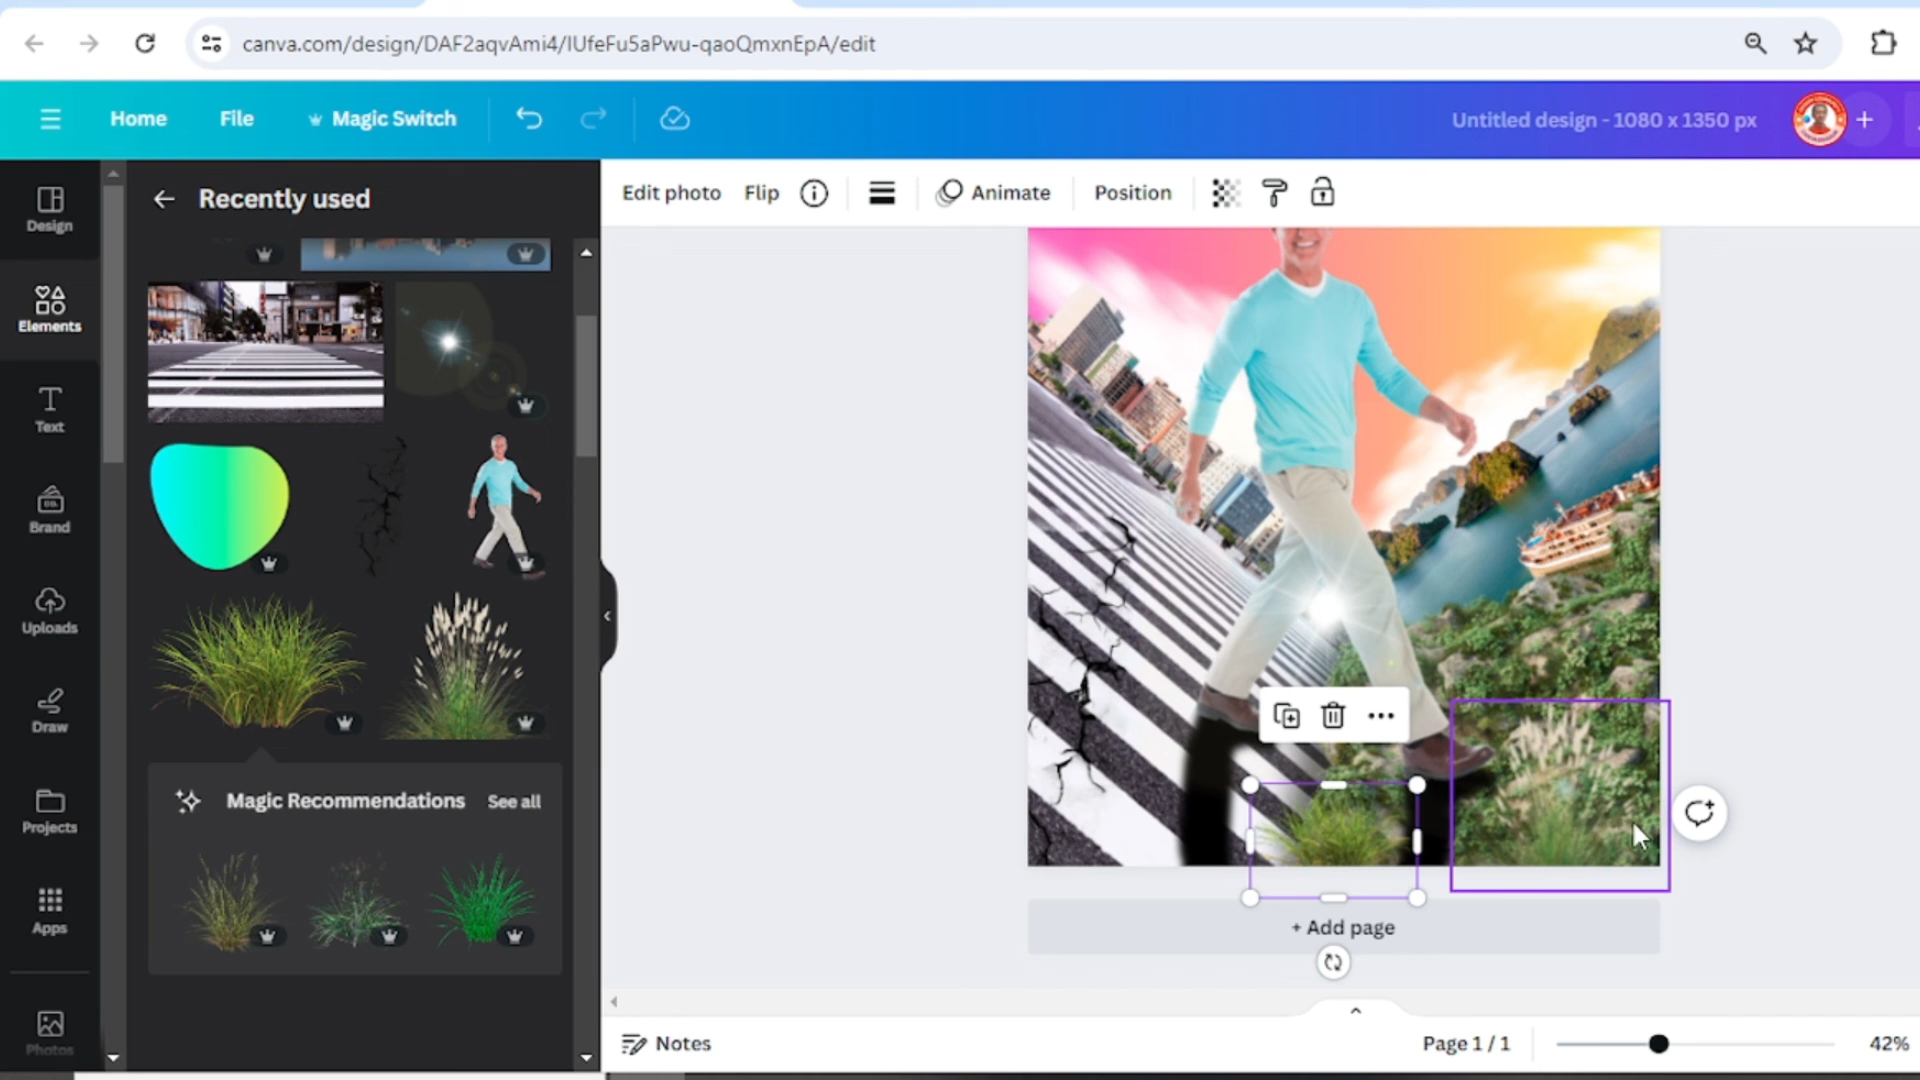 canva.com/design/DAF2aqvAmi4/IUfeFu5aPwu-qaoQmxnEpA/edit
Home File Magic Switch Untitled design - 1080 x 1350 px
Design
Elements
Text
Brand
Uploads
Draw
Projects
Apps
Photos
Recently used
Edit photo Flip Animate Position
Magic Recommendations See all
+ Add page
Notes Page 1 / 1 42%